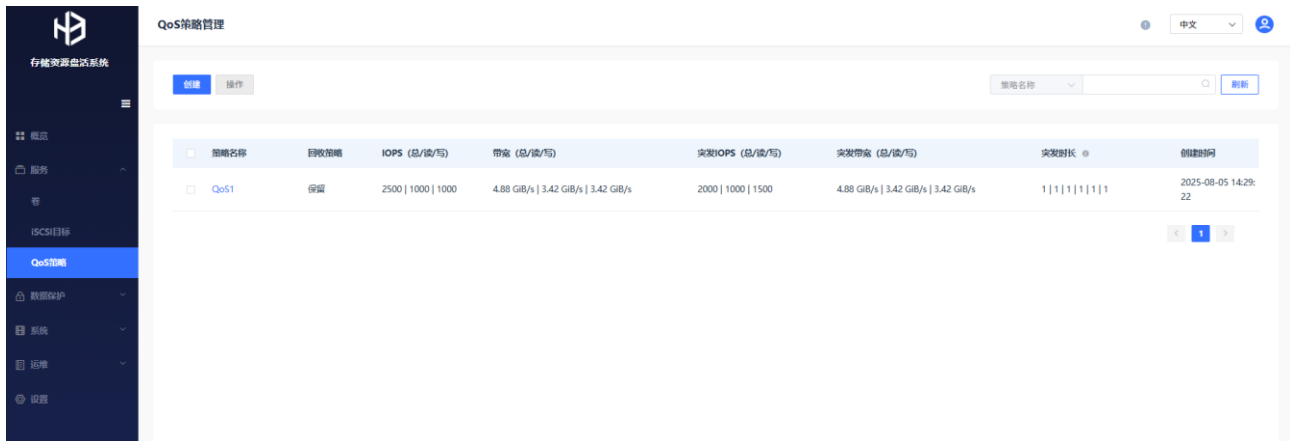 QoS策略管理
中文
存储资源盘活系统
创建 操作 策略名称 刷新
概览
服务
卷
iSCSI目标
QoS策略
数据保护
系统
运维
设置
策略名称 回收策略 IOPS（总/读/写） 带宽（总/读/写） 突发IOPS（总/读/写） 突发带宽（总/读/写） 突发时长 创建时间
QoS1 保留 2500 | 1000 | 1000 4.88 GiB/s | 3.42 GiB/s | 3.42 GiB/s 2000 | 1000 | 1500 4.88 GiB/s | 3.42 GiB/s | 3.42 GiB/s 1 | 1 | 1 | 1 | 1 | 1 2025-08-05 14:29:
22
1